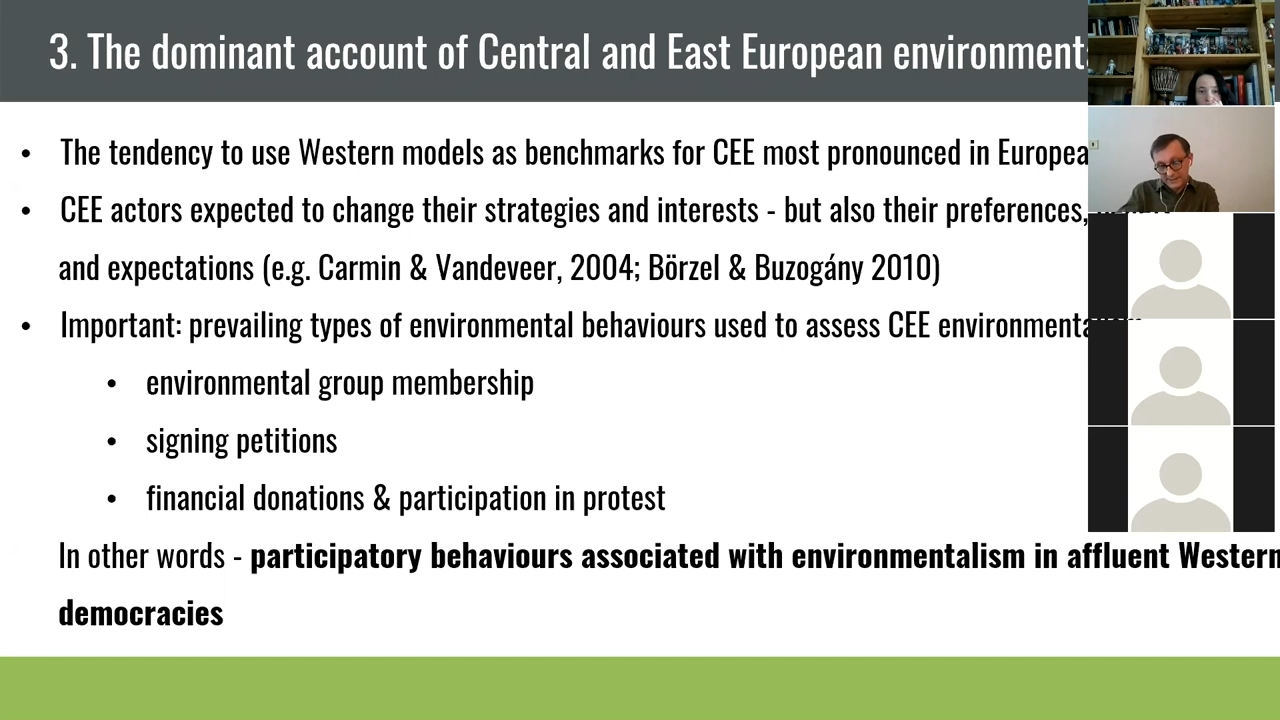 3. The dominant account of Central and East European
• The tendency to use Western models as benchmarks for CEE most pronounced in
• CEE actors expected to change their strategies and interests - but also their preferences,
and expectations (e.g. Carmin & Vandeveer, 2004; Börzel & Buzogány 2010)
• Important: prevailing types of environmental behaviours used to assess CEE
• environmental group membership
• signing petitions
• financial donations & participation in protest
In other words - participatory behaviours associated with environmentalism in affluent Western
democracies